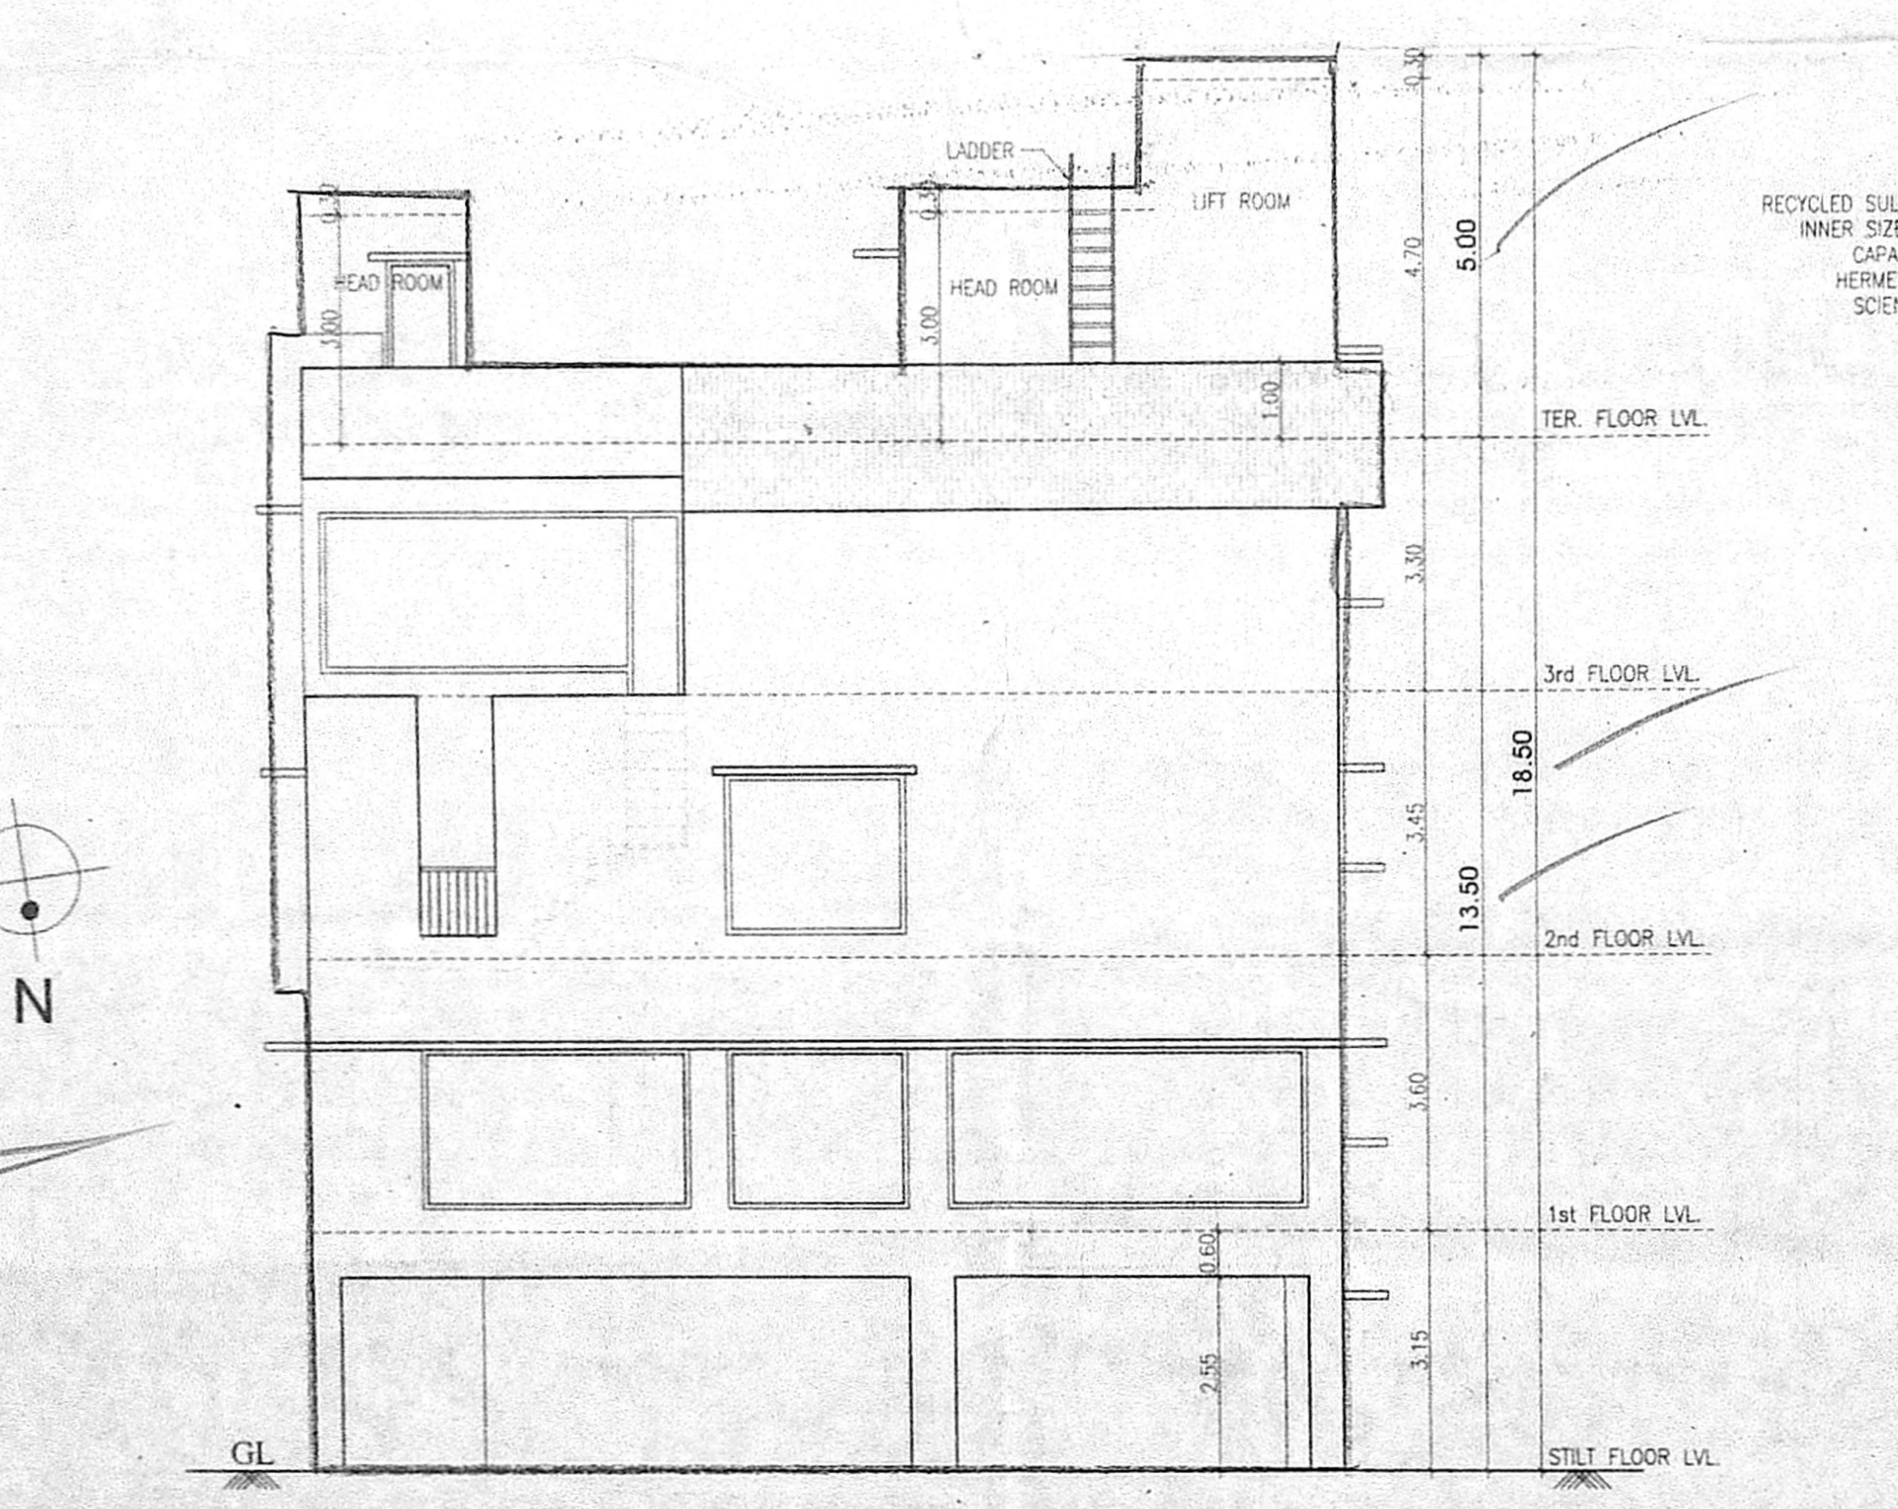 0.30
LADDER
0.30
0.30
LIFT ROOM
RECYCLED SUL
INNER SIZE
CAPA
HERME
SCIEN
5.00
4.70
HEAD ROOM
HEAD ROOM
3.00
3.00
1.00
TER. FLOOR LVL.
3.30
3rd FLOOR LVL.
18.50
3.45
13.50
2nd FLOOR LVL.
N
3.60
1st FLOOR LVL.
0.60
3.15
2.55
GL
STILT FLOOR LVL.